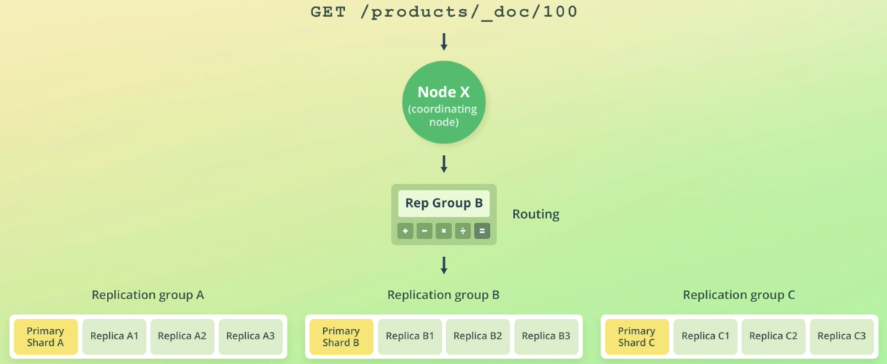 GET /products/_doc/100
Node X
(coordinating
node)
Rep Group B
+ − × ÷ =
Routing
Replication group A
Primary
Shard A
Replica A1
Replica A2
Replica A3
Replication group B
Primary
Shard B
Replica B1
Replica B2
Replica B3
Replication group C
Primary
Shard C
Replica C1
Replica C2
Replica C3